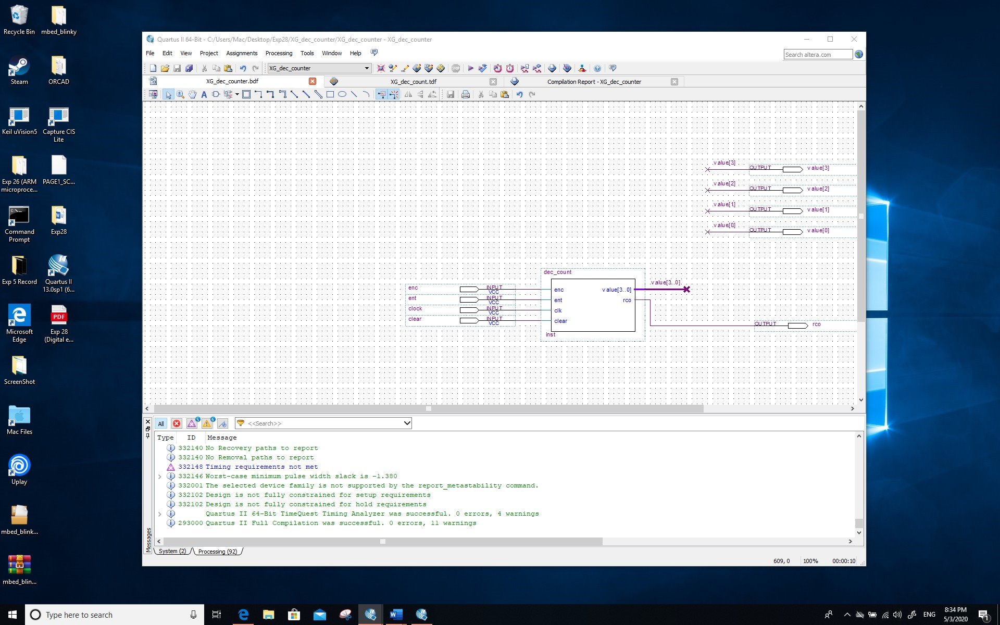 Recycle Bin
mbed_blinky
Steam
ORCAD
Keil uVision5
Capture CIS
Lite
Exp 26 (ARM
microproce...
PAGE1_SC...
Command
Prompt
Exp28
Exp 5 Record
Quartus II
13.0sp1 (6...
Microsoft
Edge
PDF
Exp 28
(Digital e...
ScreenShot
Mac Files
Uplay
mbed_blink...
mbed_blin...
Quartus II 64-Bit - C:/Users/Mac/Desktop/Exp28/XG_dec_counter/XG_dec_counter - XG_dec_counter
File Edit View Project Assignments Processing Tools Window Help
Search altera.com
XG_dec_counter
STOP
XG_dec_counter.bdf
XG_dec_count.tdf
Compilation Report - XG_dec_counter
value[3]
OUTPUT
value[3]
value[2]
OUTPUT
value[2]
value[1]
OUTPUT
value[1]
value[0]
OUTPUT
value[0]
dec_count
enc
INPUT
VCC
enc
value[3..0]
value[3..0]
ent
INPUT
VCC
ent
rco
clock
INPUT
VCC
clk
clear
INPUT
VCC
clear
inst
OUTPUT
rco
All
5
6
<<Search>>
Type ID Message
332140 No Recovery paths to report
332140 No Removal paths to report
332148 Timing requirements not met
332146 Worst-case minimum pulse width slack is -1.380
332001 The selected device family is not supported by the report_metastability command.
332102 Design is not fully constrained for setup requirements
332102 Design is not fully constrained for hold requirements
Quartus II 64-Bit TimeQuest Timing Analyzer was successful. 0 errors, 4 warnings
293000 Quartus II Full Compilation was successful. 0 errors, 11 warnings
Messages
System (2)
Processing (92)
609, 0
100%
00:00:10
Type here to search
ENG
8:34 PM
5/3/2020
1